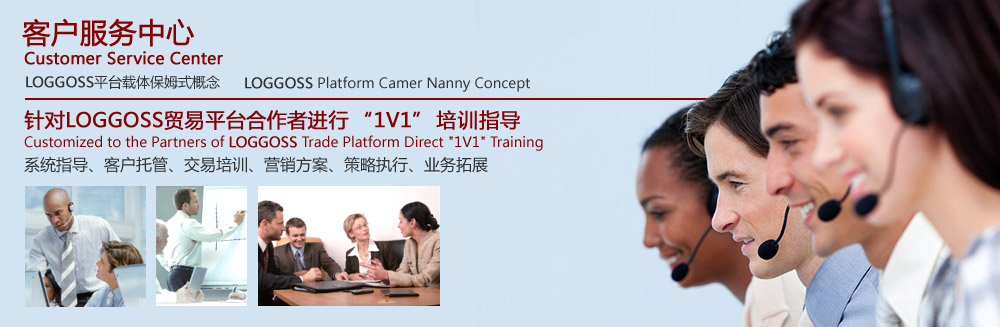 客户服务中心
Customer Service Center
LOGGOSS平台载体保姆式概念 LOGGOSS Platform Camer Nanny Concept
针对LOGGOSS贸易平台合作者进行“1V1” 培训指导
Customized to the Partners of LOGGOSS Trade Platform Direct "1V1" Training
系统指导、客户托管、交易培训、营销方案、策略执行、业务拓展